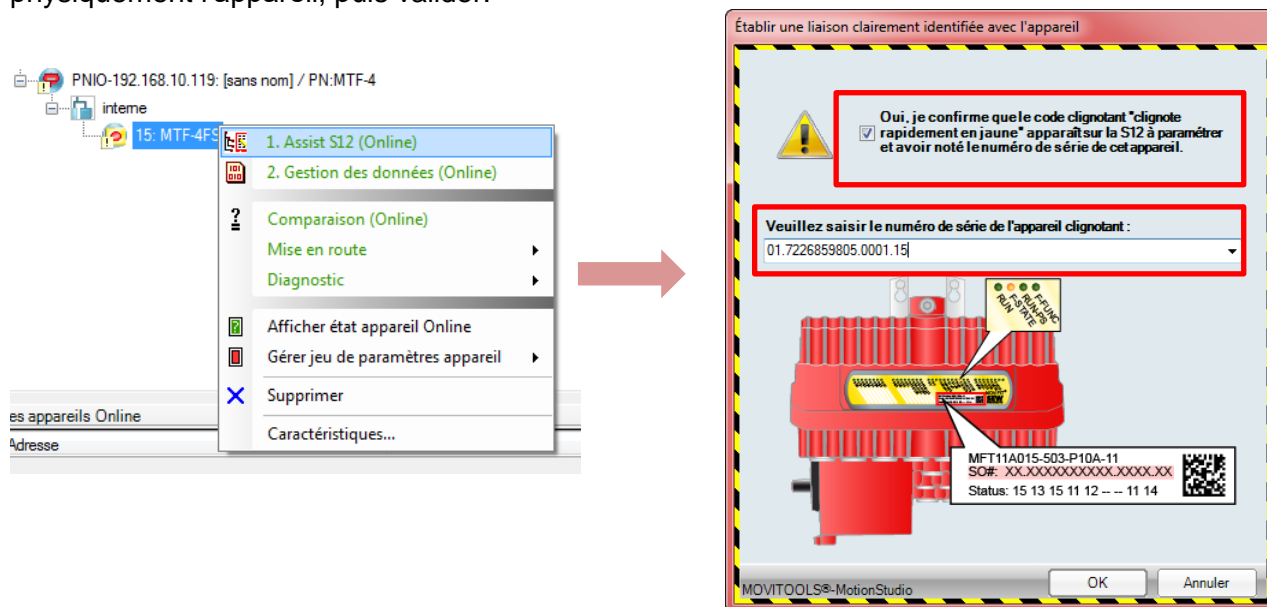 physiquement l'appareil, puis valider.
PNIO-192.168.10.119: [sans nom] / PN:MTF-4
interne
15: MTF-4FS
1. Assist S12 (Online)
2. Gestion des données (Online)
Comparaison (Online)
Mise en route
Diagnostic
Afficher état appareil Online
Gérer jeu de paramètres appareil
Supprimer
Caractéristiques...
es appareils Online
Adresse
Établir une liaison clairement identifiée avec l'appareil
Oui, je confirme que le code clignotant "clignote
rapidement en jaune" apparaît sur la S12 à paramétrer
et avoir noté le numéro de série de cet appareil.
Veuillez saisir le numéro de série de l'appareil clignotant :
01.7226859805.0001.15
RUN
F-STATE
RUN-PS
F-FUNC
MFT11A015-503-P10A-11
SO#: XX.XXXXXXXXXX.XXXX.XX
Status: 15 13 15 11 12 -- -- 11 14
MOVITOOLS®-MotionStudio
OK
Annuler